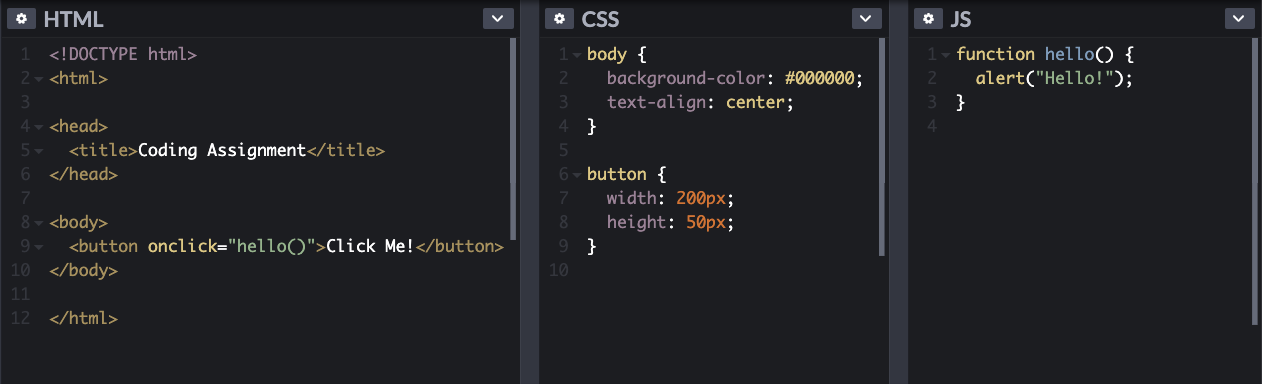 HTML
1 <!DOCTYPE html>
2 <html>
3
4 <head>
5   <title>Coding Assignment</title>
6 </head>
7
8 <body>
9   <button onclick="hello()">Click Me!</button>
10 </body>
11
12 </html>
CSS
1 body {
2   background-color: #000000;
3   text-align: center;
4 }
5
6 button {
7   width: 200px;
8   height: 50px;
9 }
10
JS
1 function hello() {
2   alert("Hello!");
3 }
4